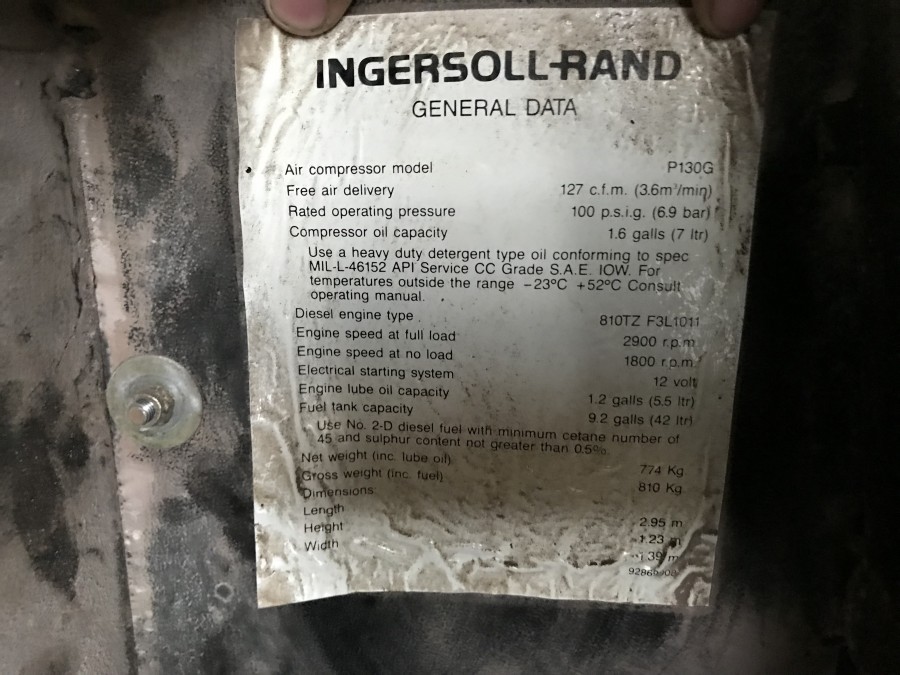 INGERSOLL-RAND
GENERAL DATA
Air compressor model P130G
Free air delivery 127 c.f.m. (3.6m³/min)
Rated operating pressure 100 p.s.i.g. (6.9 bar)
Compressor oil capacity 1.6 galls (7 ltr)
Use a heavy duty detergent type oil conforming to spec
MIL-L-46152 API Service CC Grade S.A.E. IOW. For
temperatures outside the range -23ºC +52ºC Consult
operating manual.
Diesel engine type 810TZ F3L1011
Engine speed at full load 2900 r.p.m.
Engine speed at no load 1800 r.p.m.
Electrical starting system 12 volt
Engine lube oil capacity 1.2 galls (5.5 ltr)
Fuel tank capacity 9.2 galls (42 ltr)
Use No. 2-D diesel fuel with minimum cetane number of
45 and sulphur content not greater than 0.5%.
Net weight (inc. lube oil) 774 Kg
Gross weight (inc. fuel) 810 Kg
Dimensions:
Length 2.95 m
Height 1.23 m
Width 1.39 m